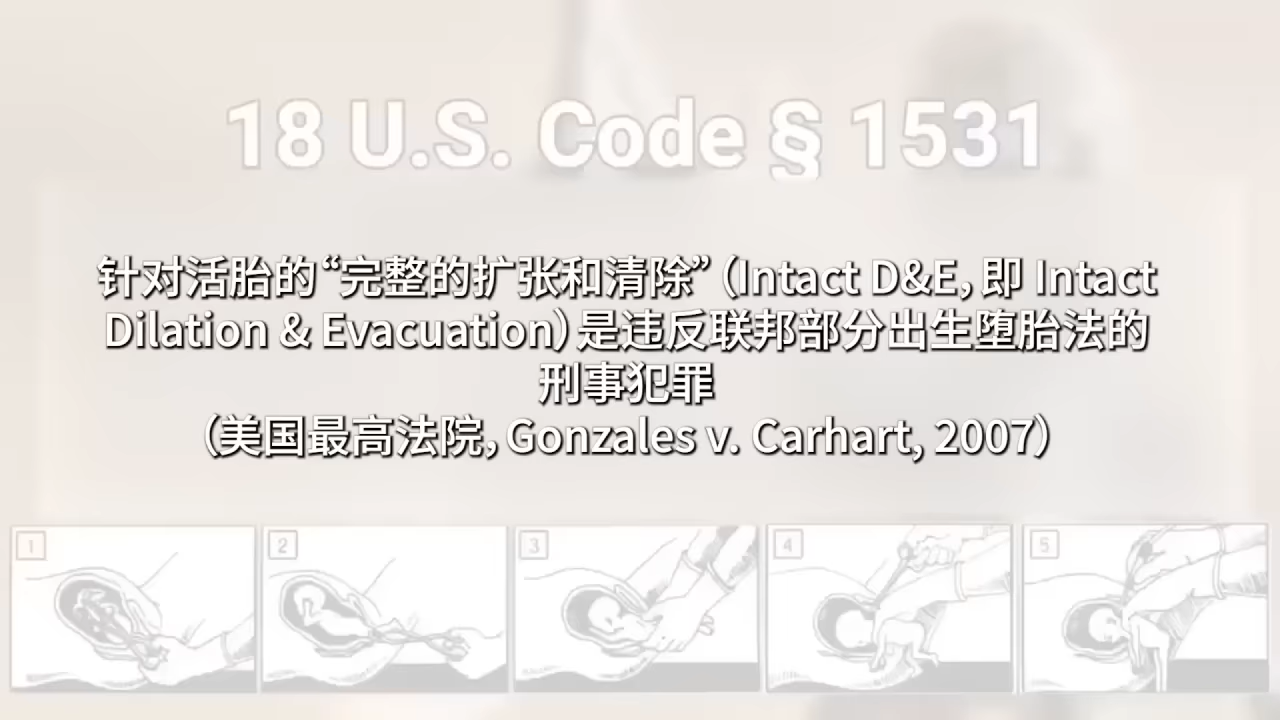 18 U.S. Code § 1531
针对活胎的“完整的扩张和清除”（Intact D&E，即 Intact
Dilation & Evacuation）是违反联邦部分出生堕胎法的
刑事犯罪
（美国最高法院，Gonzales v. Carhart, 2007）
1
2
3
4
5